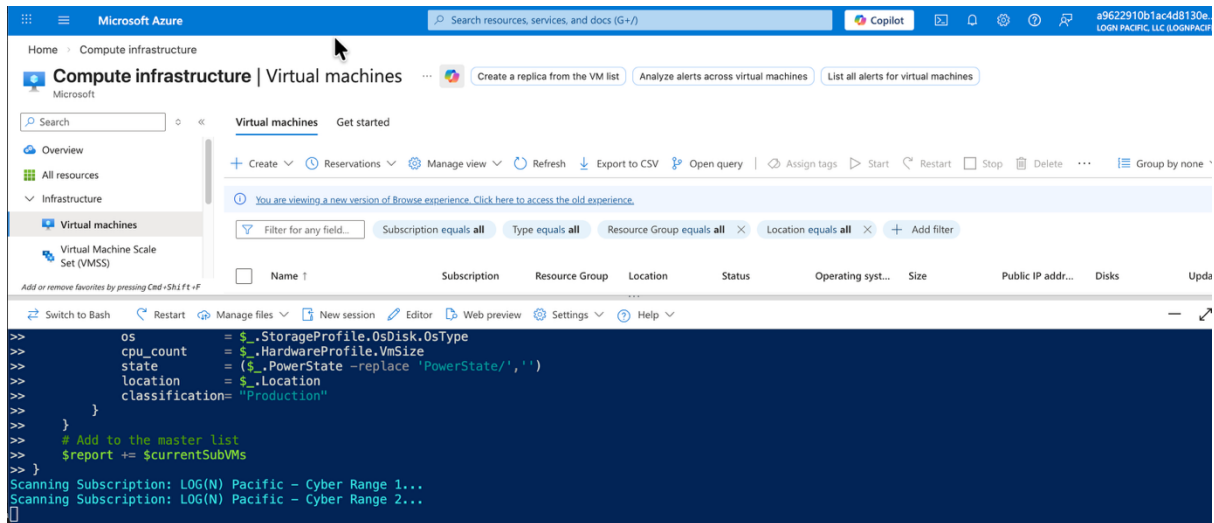 Microsoft Azure
Search resources, services, and docs (G+/)
Copilot
a9622910b1ac4d8130e...
LOGN PACIFIC, LLC (LOGNPACIFI
Home > Compute infrastructure
Compute infrastructure | Virtual machines ...
Microsoft
Create a replica from the VM list
Analyze alerts across virtual machines
List all alerts for virtual machines
Search
Virtual machines Get started
Overview
All resources
Infrastructure
Virtual machines
Virtual Machine Scale
Set (VMSS)
Add or remove favorites by pressing Cmd+Shift+F
+ Create Reservations Manage view Refresh Export to CSV Open query | Assign tags Start Restart Stop Delete ... Group by none
You are viewing a new version of Browse experience. Click here to access the old experience.
Filter for any field... Subscription equals all Type equals all Resource Group equals all × Location equals all × + Add filter
Name ↑ Subscription Resource Group Location Status Operating syst... Size Public IP addr... Disks Upda
Switch to Bash Restart Manage files New session Editor Web preview Settings Help
>> os = $_.StorageProfile.OsDisk.OsType
>> cpu_count = $_.HardwareProfile.VmSize
>> state = ($_.PowerState -replace 'PowerState/','')
>> location = $_.Location
>> classification= "Production"
>> }
>> }
>> # Add to the master list
>> $report += $currentSubVMs
>> }
Scanning Subscription: LOG(N) Pacific - Cyber Range 1...
Scanning Subscription: LOG(N) Pacific - Cyber Range 2...